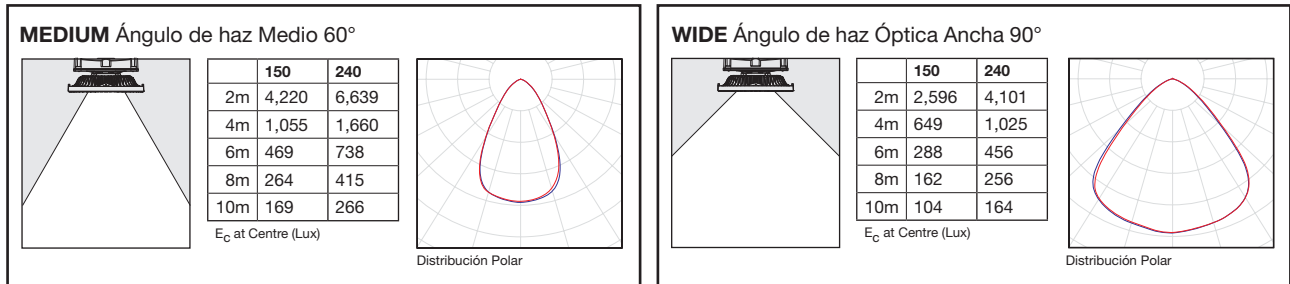 MEDIUM Ángulo de haz Medio 60°
150 240
2m 4,220 6,639
4m 1,055 1,660
6m 469 738
8m 264 415
10m 169 266
EC at Centre (Lux)
Distribución Polar
WIDE Ángulo de haz Óptica Ancha 90°
150 240
2m 2,596 4,101
4m 649 1,025
6m 288 456
8m 162 256
10m 104 164
EC at Centre (Lux)
Distribución Polar